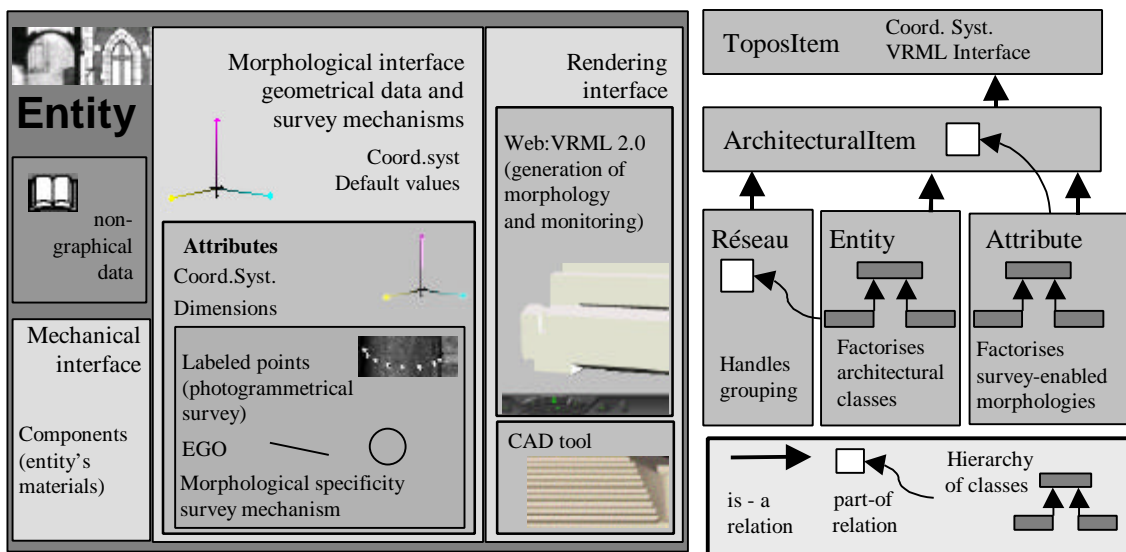 Entity
non-
graphical
data
Mechanical
interface
Components
(entity's
materials)
Morphological interface
geometrical data and
survey mechanisms
Coord.syst
Default values
Attributes
Coord.Syst.
Dimensions
Labeled points
(photogrammetrical
survey)
EGO
Morphological specificity
survey mechanism
Rendering
interface
Web:VRML 2.0
(generation of
morphology
and monitoring)
CAD tool
ToposItem
Coord. Syst.
VRML Interface
ArchitecturalItem
Réseau
Handles
grouping
Entity
Factorises
architectural
classes
Attribute
Factorises
survey-enabled
morphologies
is - a
relation
part-of
relation
Hierarchy
of classes